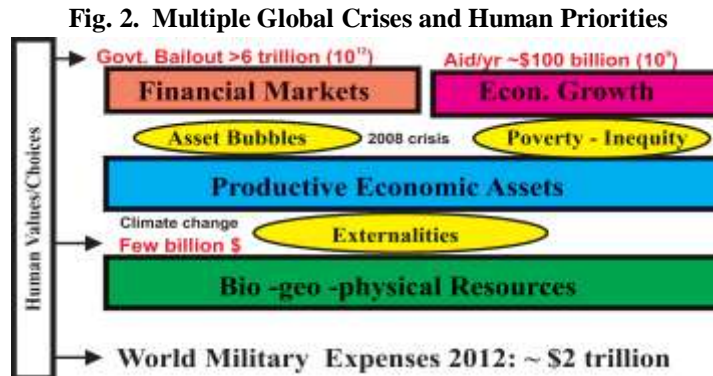 Fig. 2. Multiple Global Crises and Human Priorities
Govt. Bailout >6 trillion (10¹²)
Aid/yr ~$100 billion (10⁹)
Financial Markets
Econ. Growth
Asset Bubbles
2008 crisis
Poverty - Inequity
Productive Economic Assets
Climate change
Few billion $
Externalities
Bio -geo -physical Resources
World Military Expenses 2012: ~ $2 trillion
Human Values/Choices